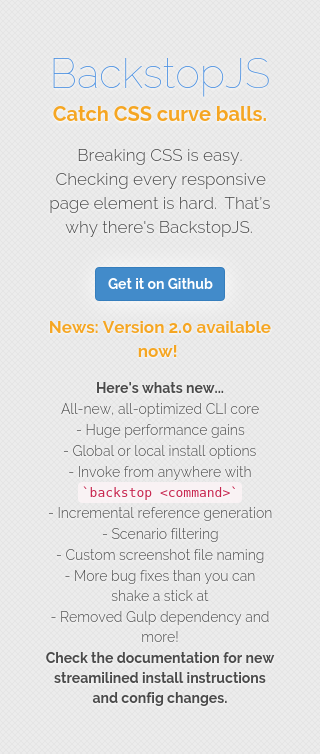 BackstopJS
Catch CSS curve balls.
Breaking CSS is easy.
Checking every responsive
page element is hard. That's
why there's BackstopJS.
Get it on Github
News: Version 2.0 available
now!
Here's whats new...
All-new, all-optimized CLI core
- Huge performance gains
- Global or local install options
- Invoke from anywhere with
`backstop <command>`
- Incremental reference generation
- Scenario filtering
- Custom screenshot file naming
- More bug fixes than you can
shake a stick at
- Removed Gulp dependency and
more!
Check the documentation for new
streamilined install instructions
and config changes.